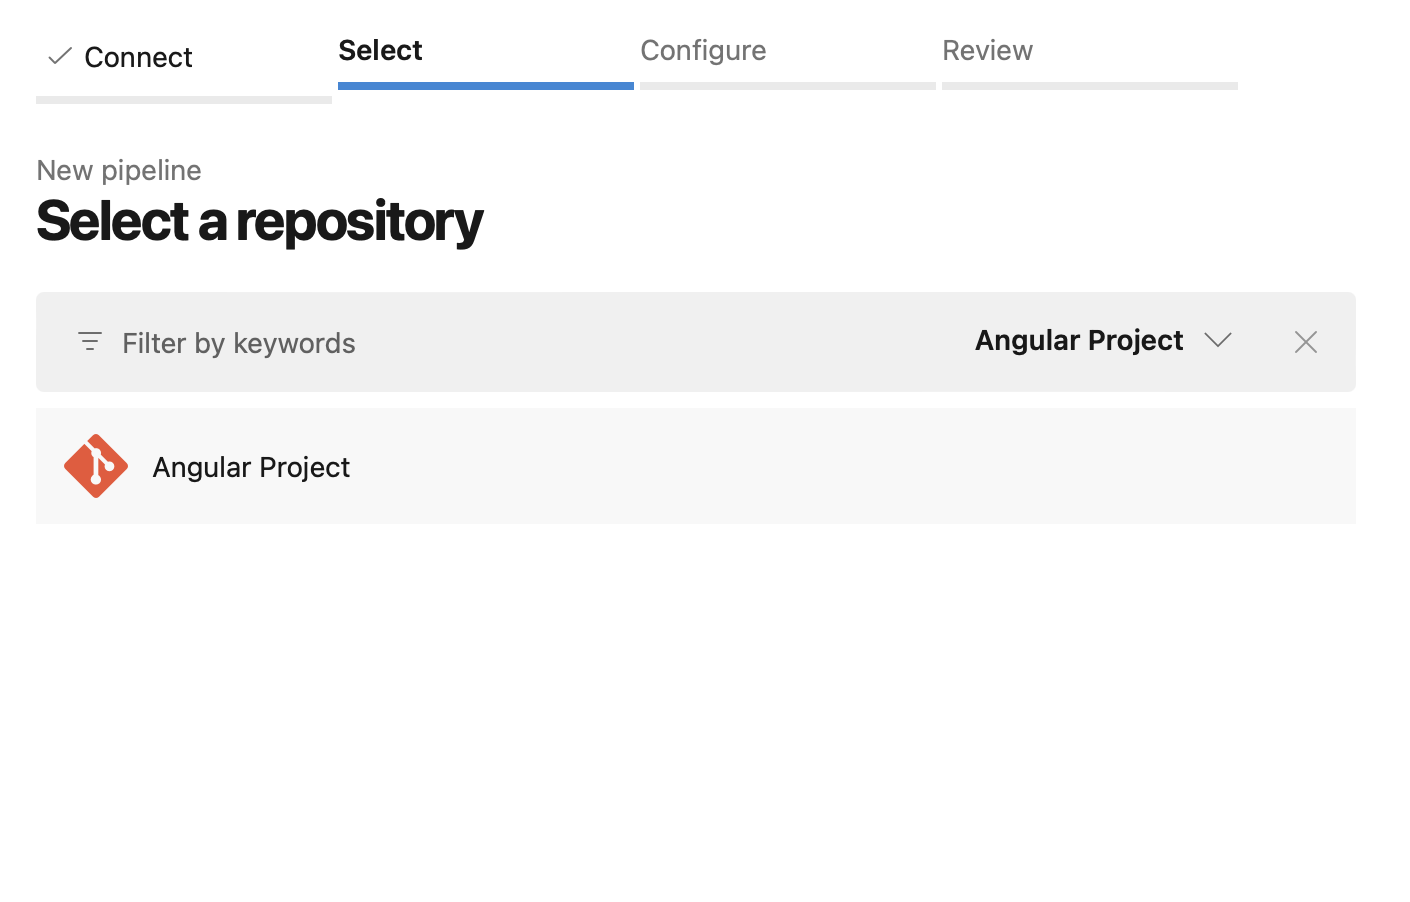 Connect
Select
Configure
Review
New pipeline
Select a repository
Filter by keywords
Angular Project
Angular Project